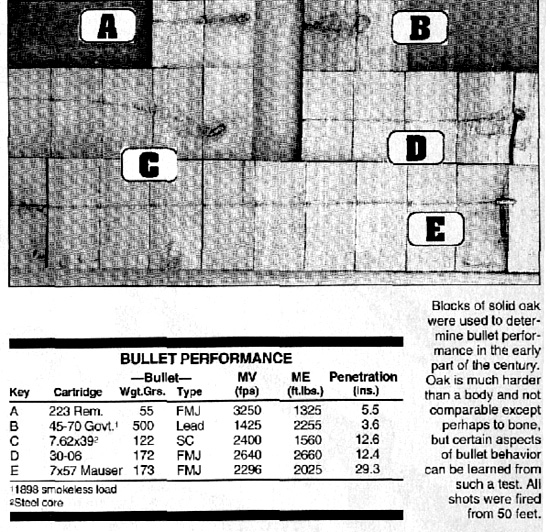 A
B
C
D
E
BULLET PERFORMANCE
—Bullet— MV ME Penetration
Key Cartridge Wgt.Grs. Type (fps) (ft.lbs.) (ins.)
A 223 Rem. 55 FMJ 3250 1325 5.5
B 45-70 Govt.¹ 500 Lead 1425 2255 3.6
C 7.62x39² 122 SC 2400 1560 12.6
D 30-06 172 FMJ 2640 2660 12.4
E 7x57 Mauser 173 FMJ 2296 2025 29.3
¹1898 smokeless load
²Steel core
Blocks of solid oak
were used to deter-
mine bullet perfor-
mance in the early
part of the century.
Oak is much harder
than a body and not
comparable except
perhaps to bone,
but certain aspects
of bullet behavior
can be learned from
such a test. All
shots were fired
from 50 feet.